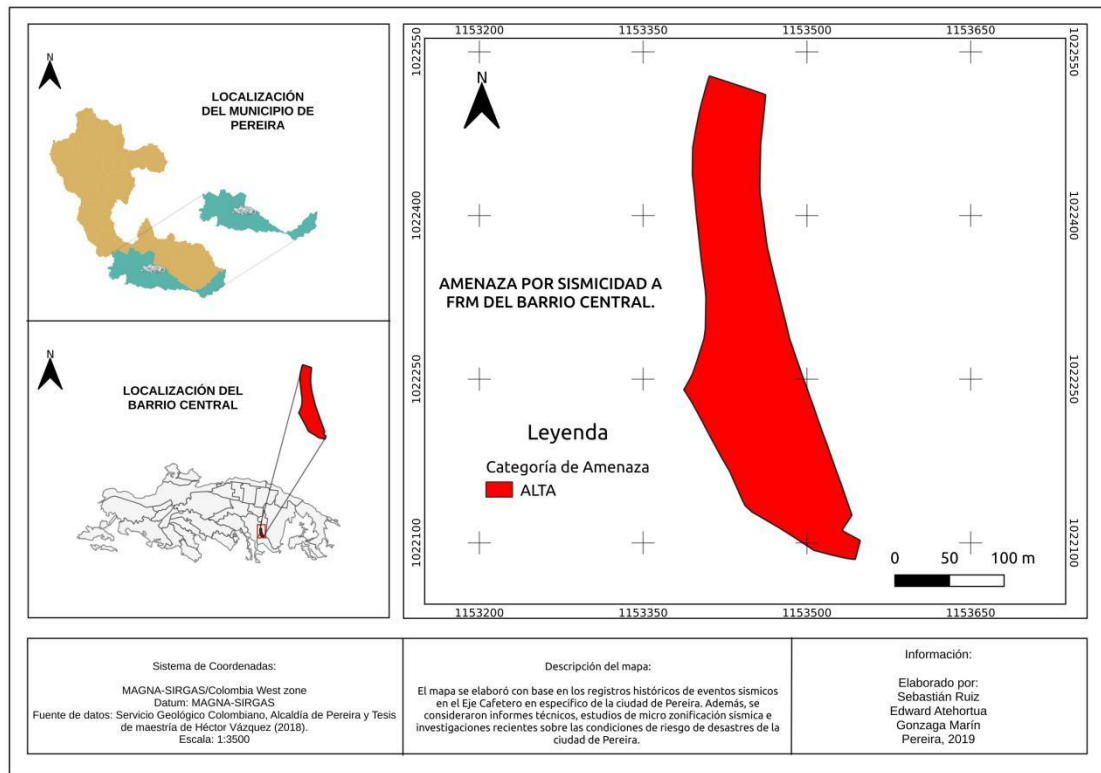 N
LOCALIZACIÓN
DEL MUNICIPIO DE
PEREIRA
N
LOCALIZACIÓN DEL
BARRIO CENTRAL
1153200
1153350
1153500
1153650
1022550
1022550
N
1022400
1022400
AMENAZA POR SISMICIDAD A
FRM DEL BARRIO CENTRAL.
1022250
1022250
Leyenda
Categoría de Amenaza
ALTA
1022100
1022100
0 50 100 m
1153200
1153350
1153500
1153650
Sistema de Coordenadas:
MAGNA-SIRGAS/Colombia West zone
Datum: MAGNA-SIRGAS
Fuente de datos: Servicio Geológico Colombiano, Alcaldía de Pereira y Tesis
de maestría de Héctor Vázquez (2018).
Escala: 1:3500
Descripción del mapa:
El mapa se elaboró con base en los registros históricos de eventos sismicos
en el Eje Cafetero en específico de la ciudad de Pereira. Además, se
consideraron informes técnicos, estudios de micro zonificación sísmica e
investigaciones recientes sobre las condiciones de riesgo de desastres de la
ciudad de Pereira.
Información:
Elaborado por:
Sebastián Ruiz
Edward Atehortua
Gonzaga Marín
Pereira, 2019